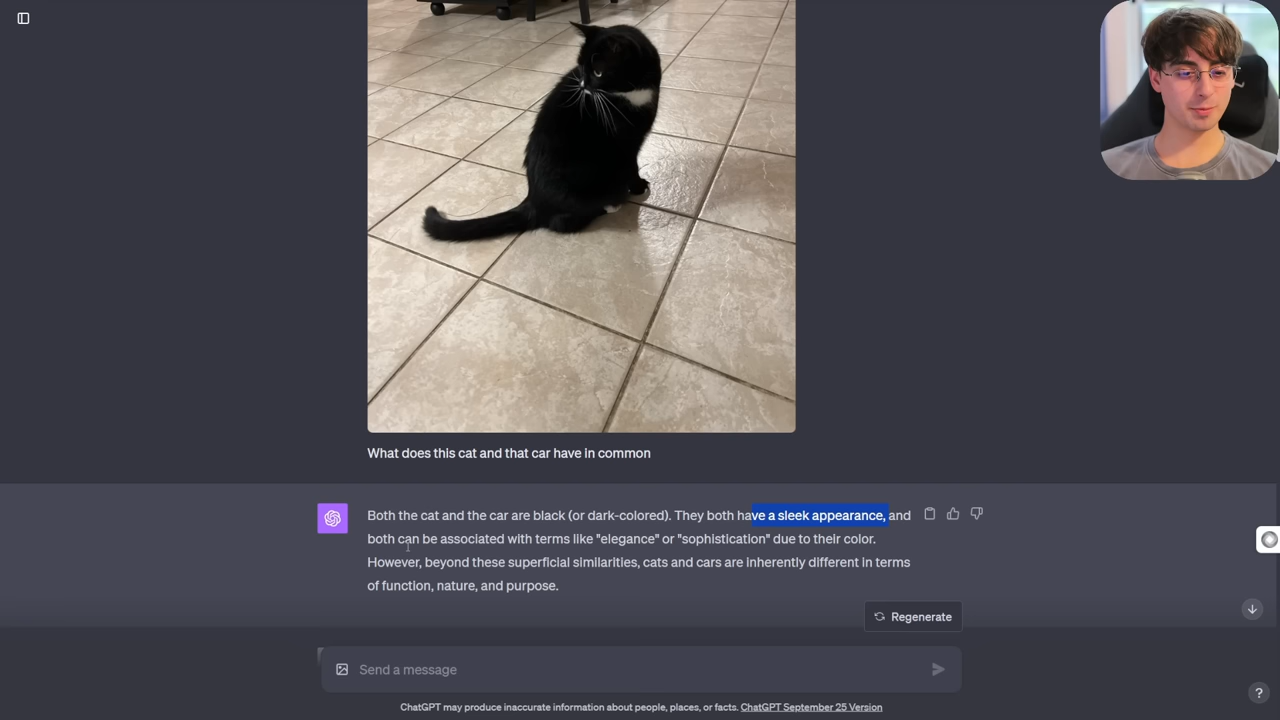 What does this cat and that car have in common
Both the cat and the car are black (or dark-colored). They both have a sleek appearance, and
both can be associated with terms like "elegance" or "sophistication" due to their color.
However, beyond these superficial similarities, cats and cars are inherently different in terms
of function, nature, and purpose.
Regenerate
Send a message
ChatGPT may produce inaccurate information about people, places, or facts. ChatGPT September 25 Version
?